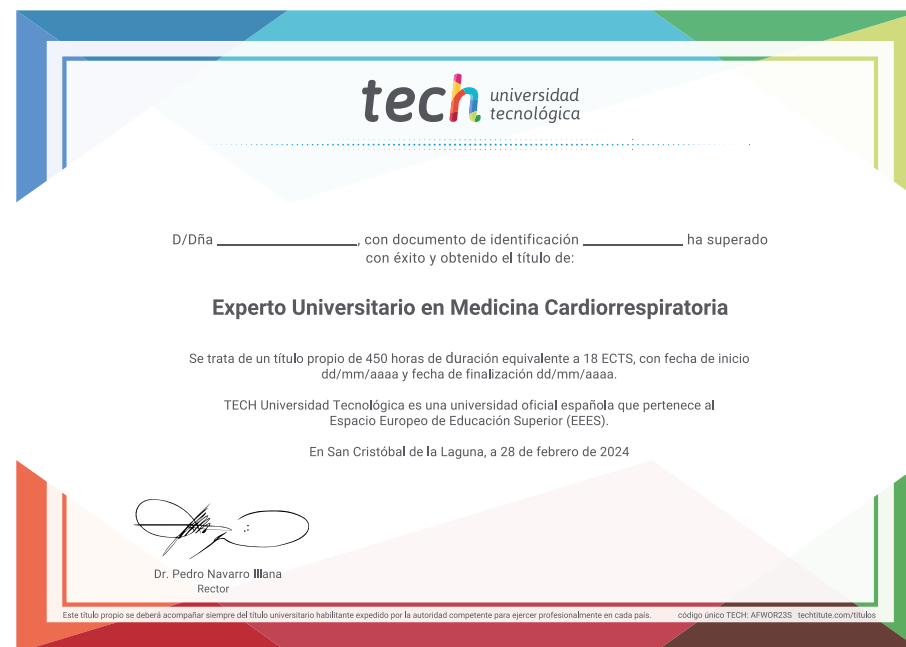 tech universidad
tecnológica
D/Dña ____________________, con documento de identificación ______________ ha superado
con éxito y obtenido el título de:
Experto Universitario en Medicina Cardiorrespiratoria
Se trata de un título propio de 450 horas de duración equivalente a 18 ECTS, con fecha de inicio
dd/mm/aaaa y fecha de finalización dd/mm/aaaa.
TECH Universidad Tecnológica es una universidad oficial española que pertenece al
Espacio Europeo de Educación Superior (EEES).
En San Cristóbal de la Laguna, a 28 de febrero de 2024
Dr. Pedro Navarro Illana
Rector
Este título propio se deberá acompañar siempre del título universitario habilitante expedido por la autoridad competente para ejercer profesionalmente en cada país. código único TECH: AFWOR23S techtitute.com/titulos